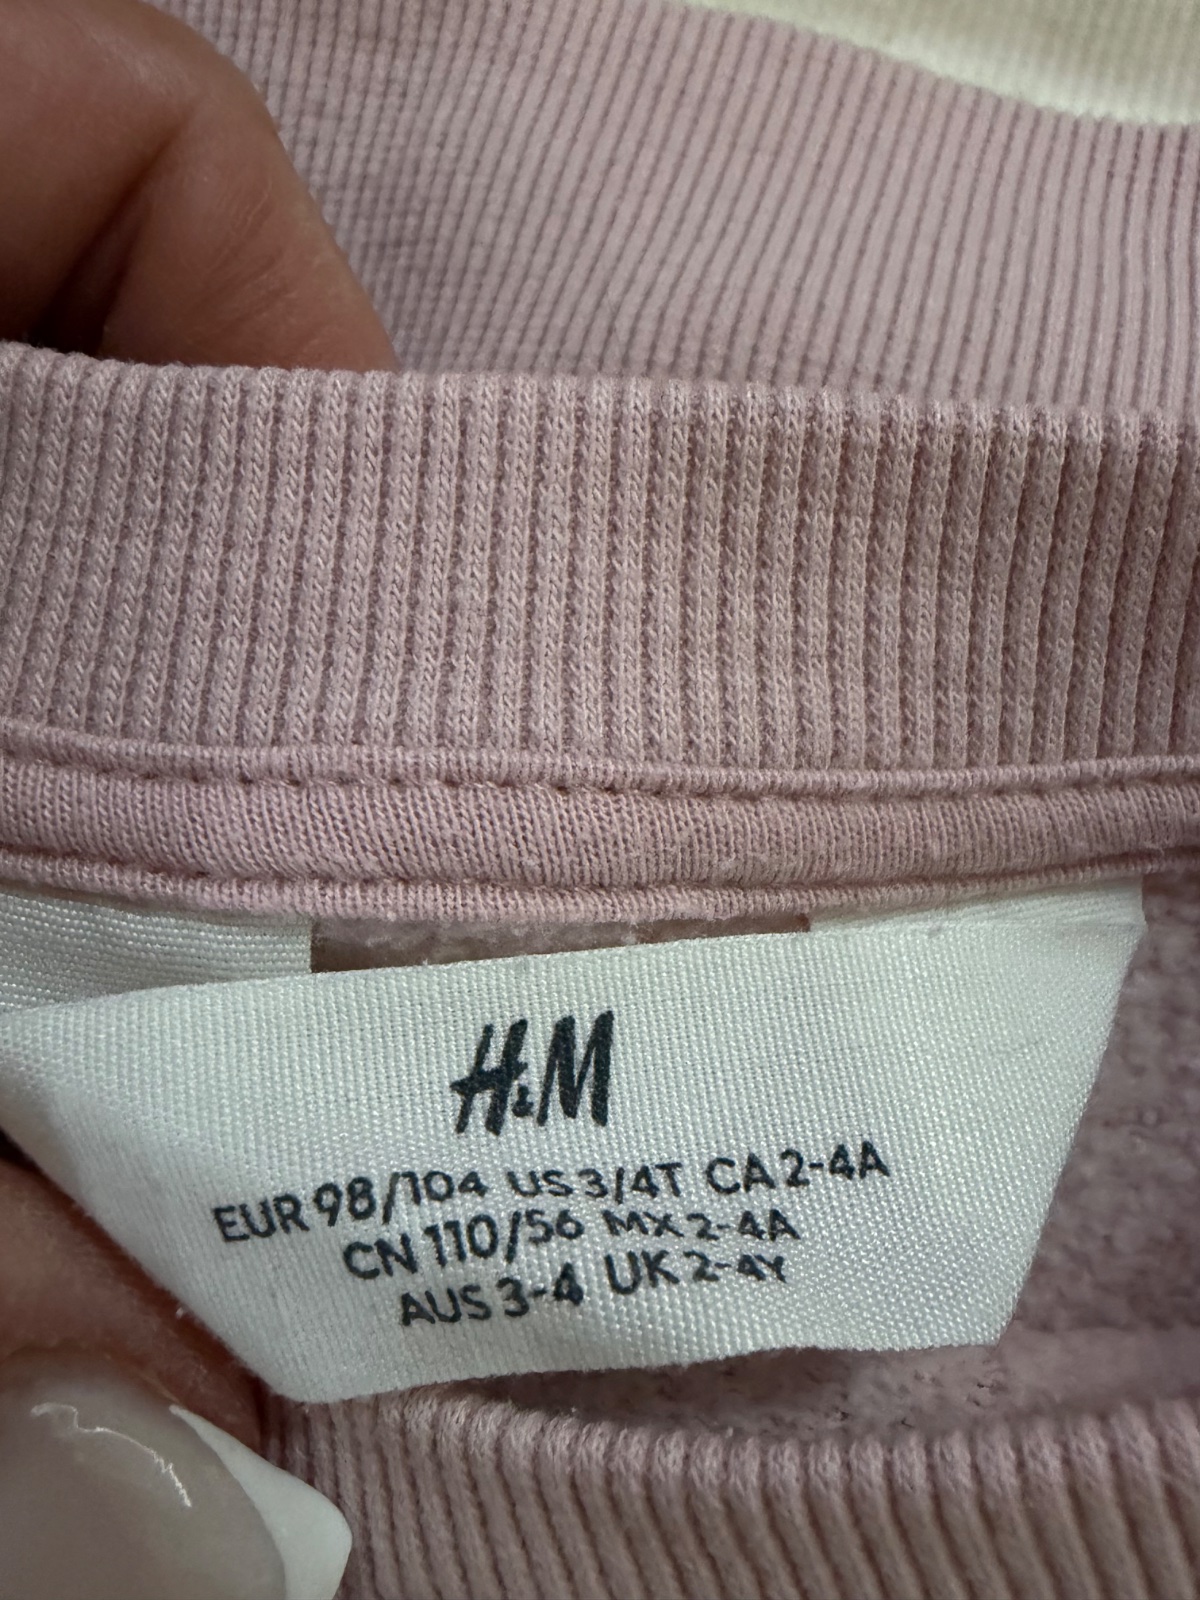 H&M
EUR 98/104 US 3/4T CA 2-4A
CN 110/56 MX 2-4A
AUS 3-4 UK 2-4Y